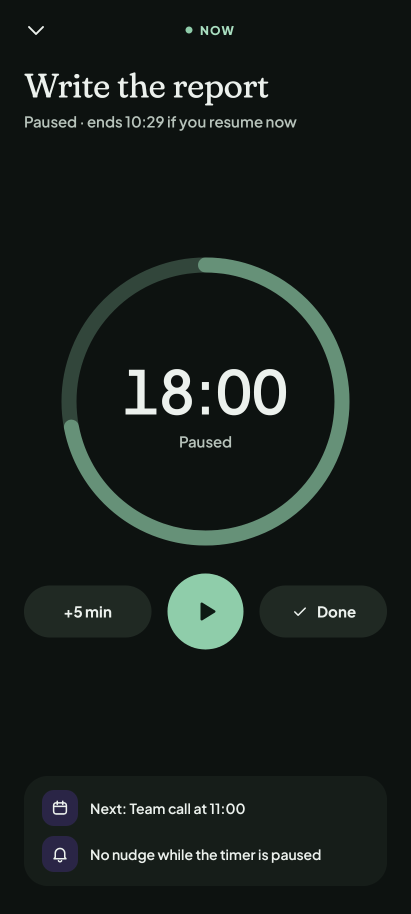 NOW
Write the report
Paused · ends 10:29 if you resume now
18:00
Paused
+5 min
Done
Next: Team call at 11:00
No nudge while the timer is paused